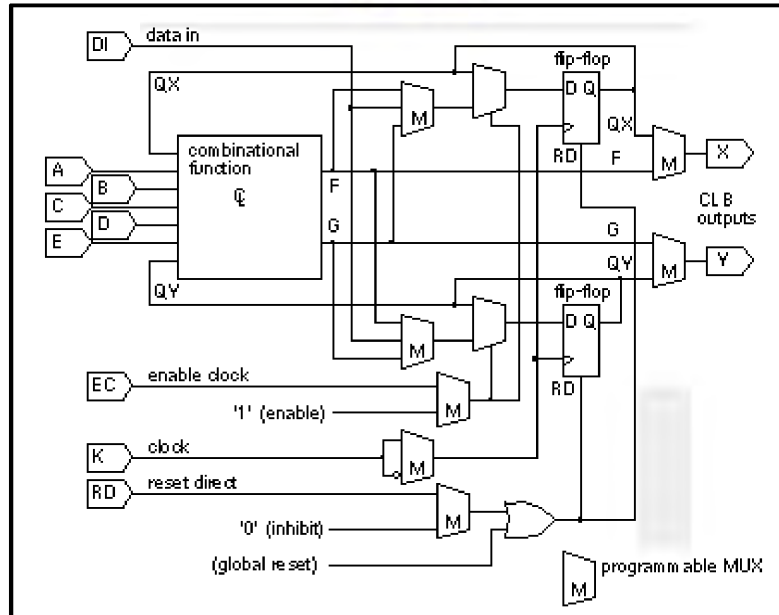 DI
data in
flip-flop
QX
D Q
M
QX
combinational
function
CL
RD
F
M
X
A
B
C
D
E
F
G
CLB
outputs
G
QY
M
Y
QY
flip-flop
D Q
M
RD
EC
enable clock
'1' (enable)
M
K
clock
M
RD
reset direct
M
'0' (inhibit)
(global reset)
programmable MUX
M